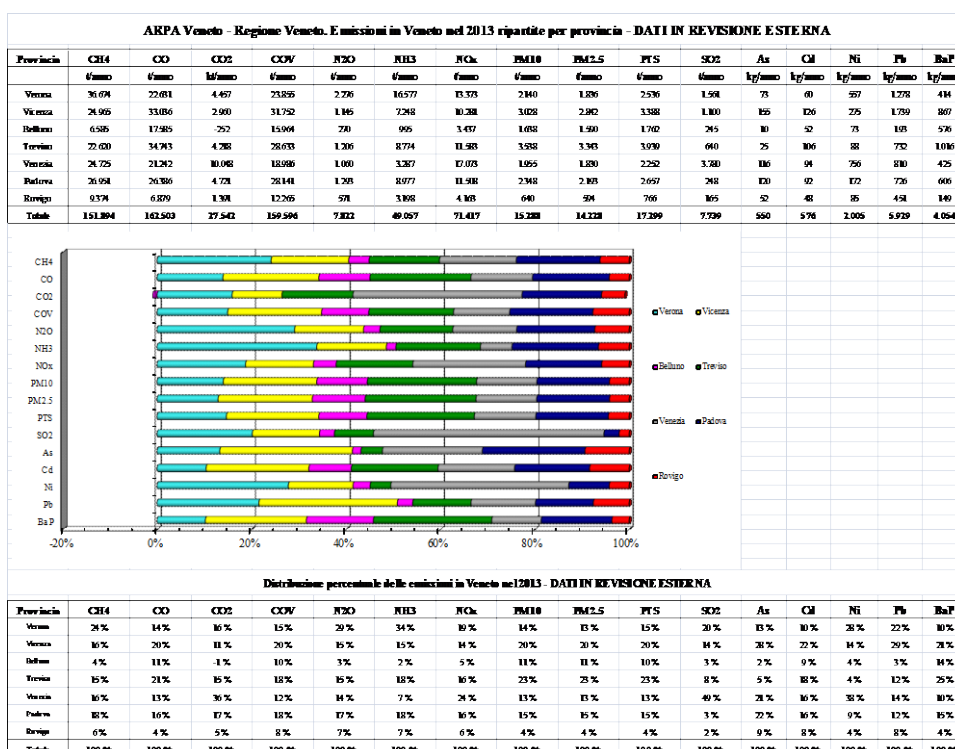 ARPA Veneto - Regione Veneto. Emissioni in Veneto nel 2013 ripartite per provincia - DATI IN REVISIONE ESTERNA
Provincia CH4 CO CO2 COV N2O NH3 NOx PM10 PM2.5 PTS SO2 As Cd Ni Pb BaP
t/anno t/anno kt/anno t/anno t/anno t/anno t/anno t/anno t/anno t/anno t/anno kg/anno kg/anno kg/anno kg/anno kg/anno
Verona 36.674 22.631 4.457 23.855 2.276 16.577 13.373 2.140 1.836 2.536 1.561 73 60 557 1.278 414
Vicenza 24.965 33.036 2.960 31.752 1.145 7.248 10.281 3.028 2.842 3.388 1.100 155 126 275 1.739 867
Belluno 6.585 17.585 -252 15.964 270 995 3.437 1.638 1.590 1.762 245 10 52 73 193 576
Treviso 22.620 34.743 4.218 28.633 1.206 8.774 11.583 3.538 3.343 3.939 640 25 106 88 732 1.016
Venezia 24.725 21.242 10.048 18.986 1.060 3.287 17.073 1.955 1.830 2.252 3.780 116 94 756 810 425
Padova 26.951 26.386 4.721 28.141 1.293 8.977 11.508 2.348 2.193 2.657 248 120 92 172 726 606
Rovigo 9.374 6.879 1.391 12.265 571 3.198 4.163 640 594 766 165 52 48 85 451 149
Totale 151.894 162.503 27.542 159.596 7.822 49.057 71.417 15.288 14.228 17.299 7.739 550 576 2.005 5.929 4.054
CH4
CO
CO2
COV
N2O
NH3
NOx
PM10
PM2.5
PTS
SO2
As
Cd
Ni
Pb
BaP
-20% 0% 20% 40% 60% 80% 100%
Verona Vicenza
Belluno Treviso
Venezia Padova
Rovigo
Distribuzione percentuale delle emissioni in Veneto nel 2013 - DATI IN REVISIONE ESTERNA
Provincia CH4 CO CO2 COV N2O NH3 NOx PM10 PM2.5 PTS SO2 As Cd Ni Pb BaP
Verona 24% 14% 16% 15% 29% 34% 19% 14% 13% 15% 20% 13% 10% 28% 22% 10%
Vicenza 16% 20% 11% 20% 15% 15% 14% 20% 20% 20% 14% 28% 22% 14% 29% 21%
Belluno 4% 11% -1% 10% 3% 2% 5% 11% 11% 10% 3% 2% 9% 4% 3% 14%
Treviso 15% 21% 15% 18% 15% 18% 16% 23% 23% 23% 8% 5% 18% 4% 12% 25%
Venezia 16% 13% 36% 12% 14% 7% 24% 13% 13% 13% 49% 21% 16% 38% 14% 10%
Padova 18% 16% 17% 18% 17% 18% 16% 15% 15% 15% 3% 22% 16% 9% 12% 15%
Rovigo 6% 4% 5% 8% 7% 7% 6% 4% 4% 4% 2% 9% 8% 4% 8% 4%